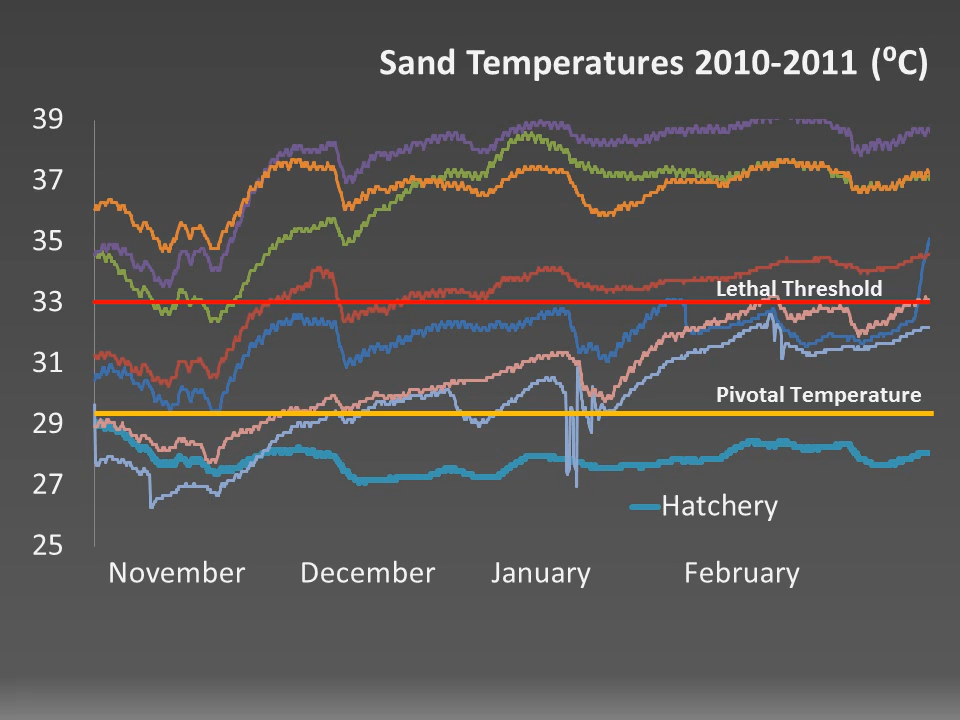 Sand Temperatures 2010-2011 (⁰C)
39
37
35
33
31
29
27
25
Lethal Threshold
Pivotal Temperature
Hatchery
November December January February